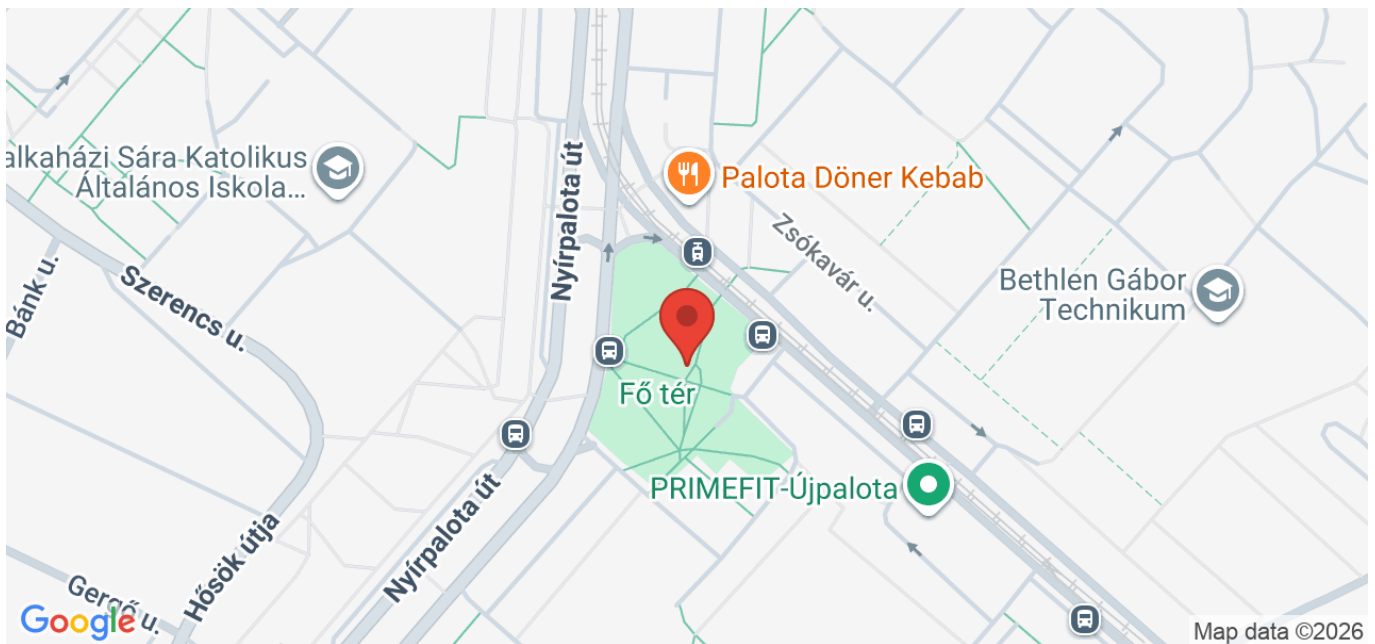 alkaházi Sára Katolikus
Általános Iskola...
Nyírpalota út
Palota Döner Kebab
Zsókavár u.
Bethlen Gábor
Technikum
Bánk u.
Szerencs u.
Fő tér
PRIMEFIT-Újpalota
Nyírpalota út
Hősök útja
Gergő u.
Google
Map data ©2026